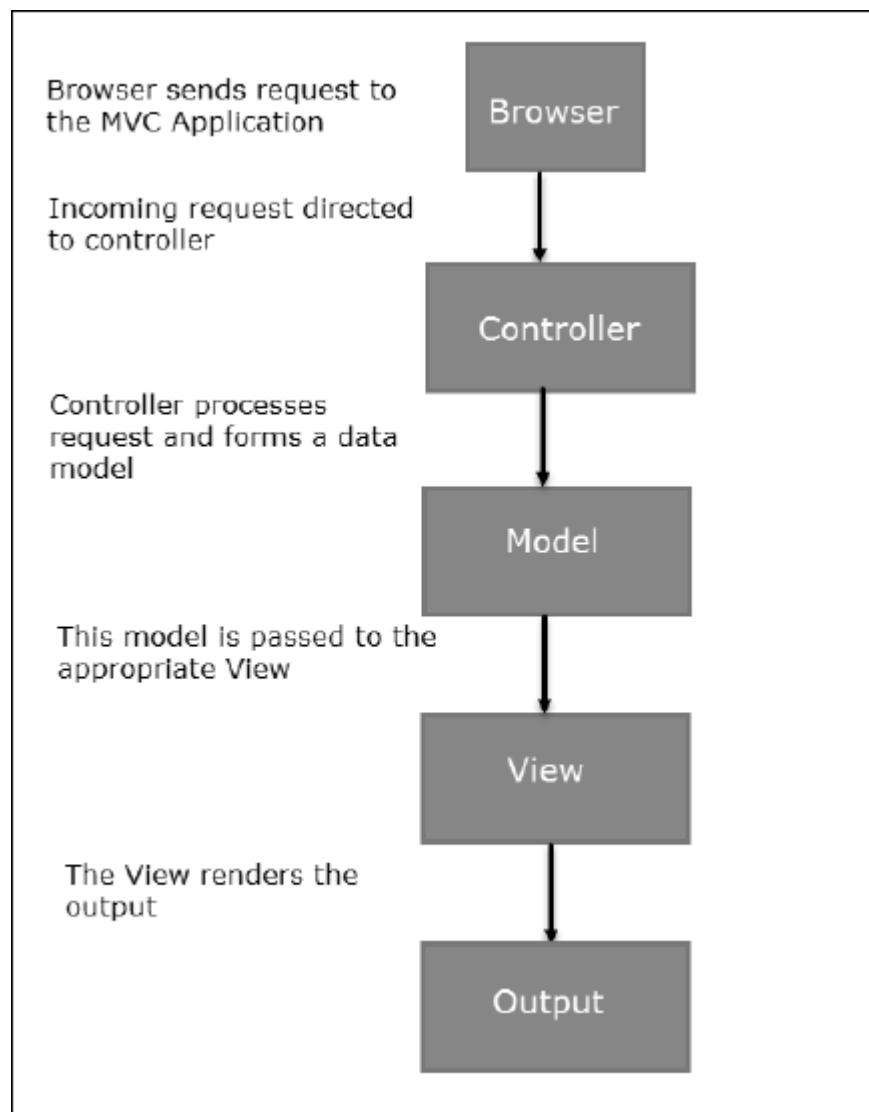 Browser sends request to
the MVC Application
Browser
Incoming request directed
to controller
Controller
Controller processes
request and forms a data
model
Model
This model is passed to the
appropriate View
View
The View renders the
output
Output